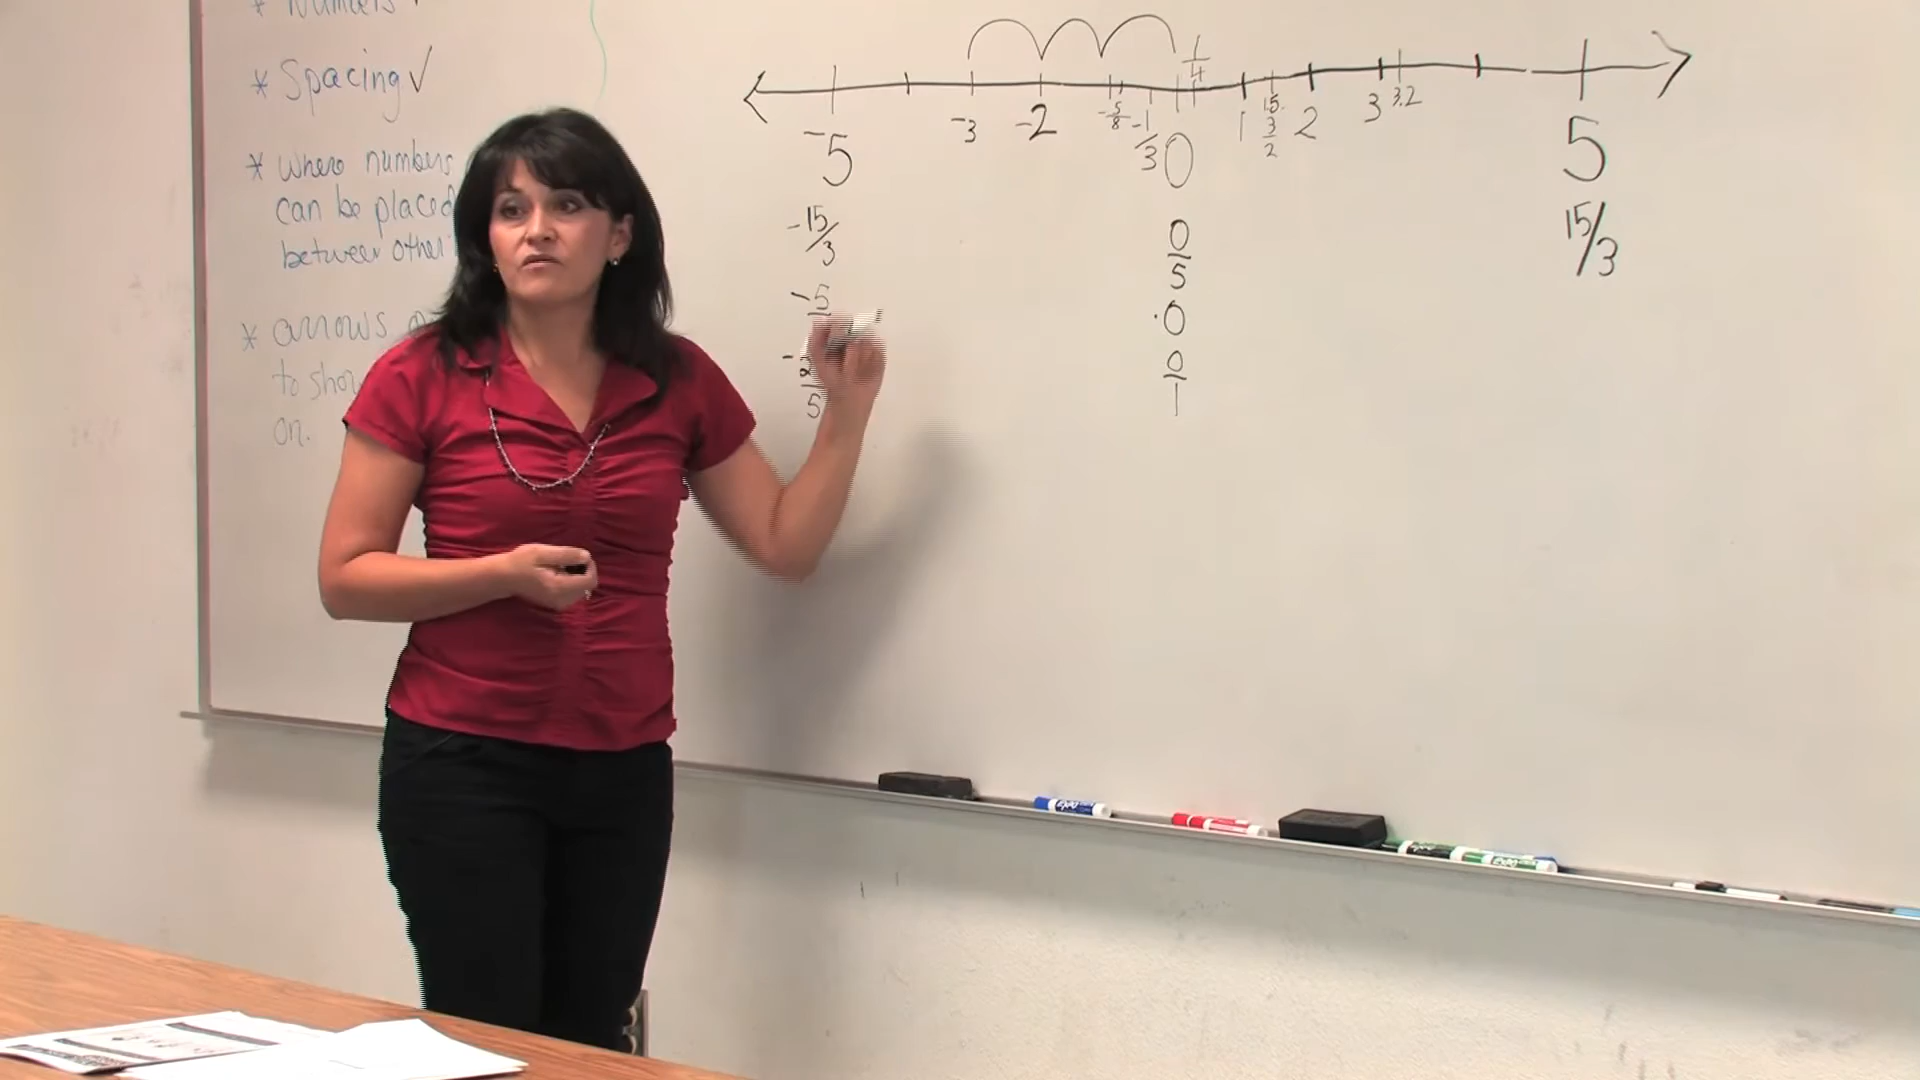 * Numbers ✓
* Spacing ✓
* where numbers
can be placed
between other
* arrows
to show
on.
1/4
-5 -3 -2 -5/8 -1/3 0 1 1.5 3/2 2 3 3.2 5
-15/3 0/5 15/3
-5
.0
0/1
5